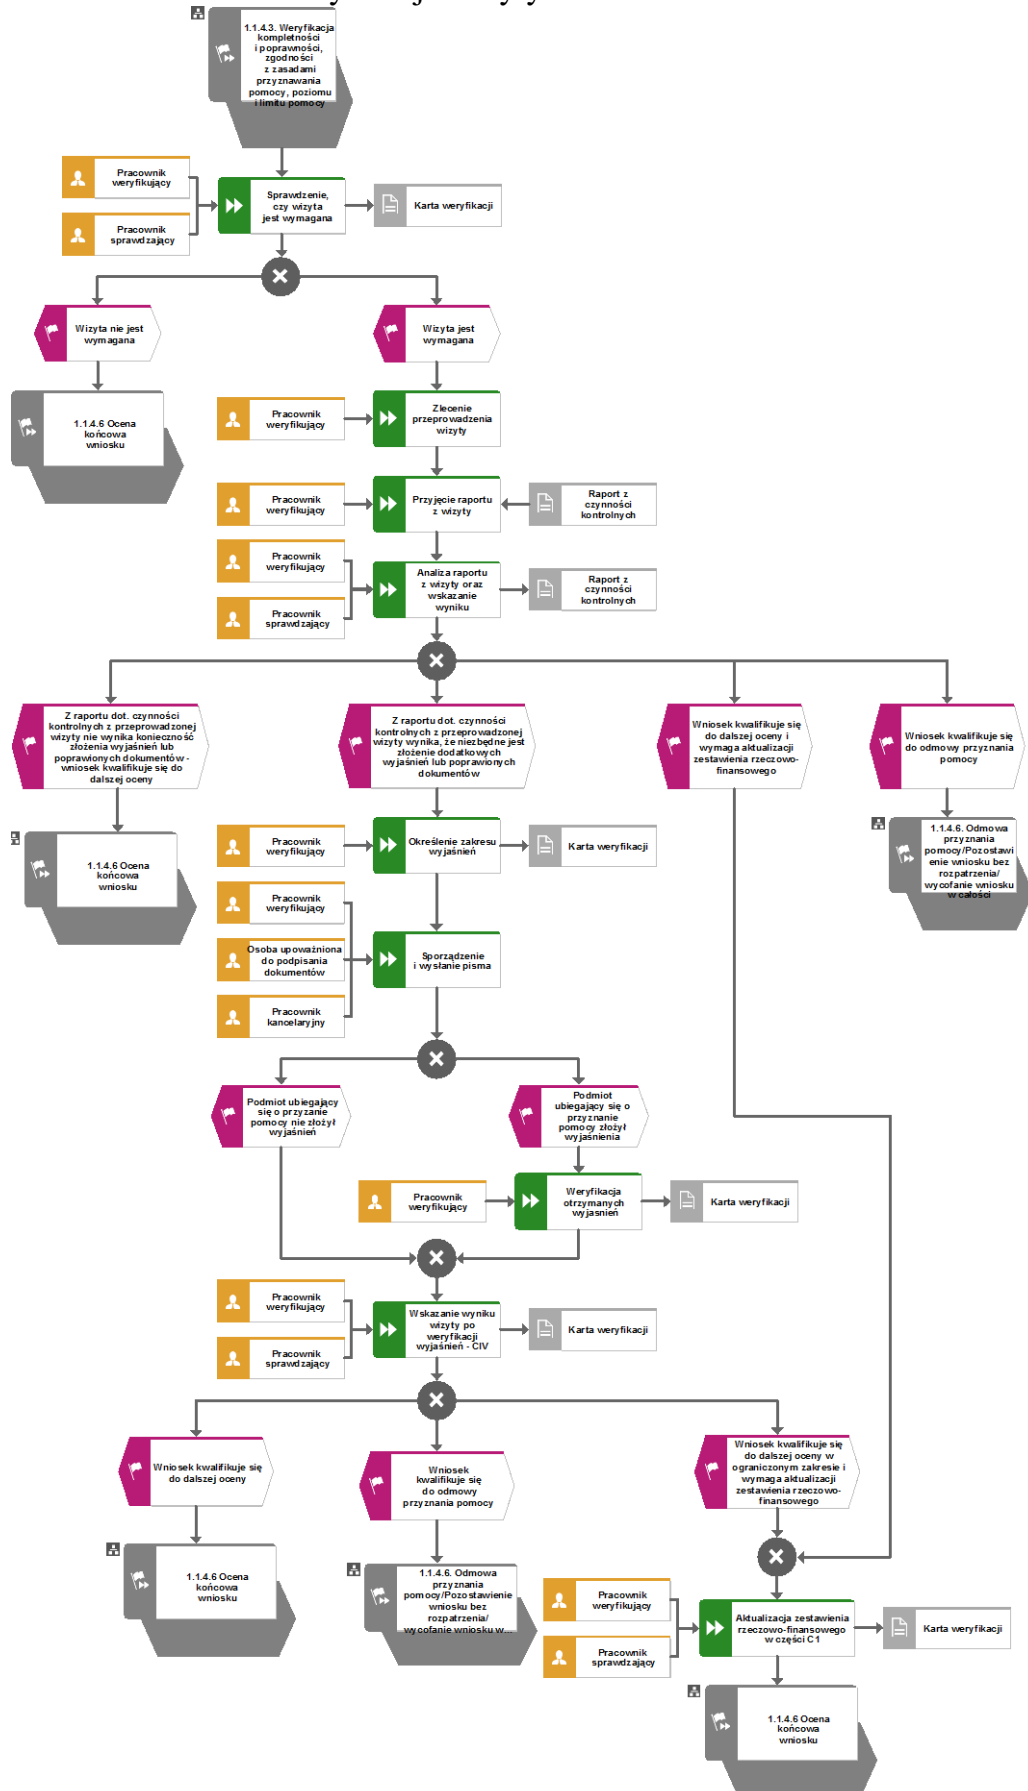 1.1.4.3. Weryfikacja
kompletności
i poprawności,
zgodności
z zasadami
przyznawania
pomocy, poziomu
i limitu pomocy
Pracownik
weryfikujący
Pracownik
sprawdzający
Sprawdzenie,
czy wizyta
jest wymagana
Karta weryfikacji
Wizyta nie jest
wymagana
Wizyta jest
wymagana
1.1.4.6 Ocena
końcowa
wniosku
Pracownik
weryfikujący
Zlecenie
przeprowadzenia
wizyty
Pracownik
weryfikujący
Przyjęcie raportu
z wizyty
Raport z
czynności
kontrolnych
Pracownik
weryfikujący
Pracownik
sprawdzający
Analiza raportu
z wizyty oraz
wskazanie
wyniku
Raport z
czynności
kontrolnych
Z raportu dot. czynności
kontrolnych z przeprowadzonej
wizyty nie wynika konieczność
złożenia wyjaśnień lub
poprawionych dokumentów -
wniosek kwalifikuje się do
dalszej oceny
Z raportu dot. czynności
kontrolnych z przeprowadzonej
wizyty wynika, że niezbędne jest
złożenie dodatkowych
wyjaśnień lub poprawionych
dokumentów
Wniosek kwalifikuje się
do dalszej oceny i
wymaga aktualizacji
zestawienia rzeczowo-
finansowego
Wniosek kwalifikuje się
do odmowy przyznania
pomocy
1.1.4.6 Ocena
końcowa
wniosku
Pracownik
weryfikujący
Określenie zakresu
wyjaśnień
Karta weryfikacji
1.1.4.6. Odmowa
przyznania
pomocy/Pozostawi
enie wniosku bez
rozpatrzenia/
wycofanie wniosku
w całości
Pracownik
weryfikujący
Osoba upoważniona
do podpisania
dokumentów
Pracownik
kancelaryjny
Sporządzenie
i wysłanie pisma
Podmiot ubiegający
się o przyzanie
pomocy nie złożył
wyjaśnień
Podmiot
ubiegający się o
przyznanie
pomocy złożył
wyjaśnienia
Pracownik
weryfikujący
Weryfikacja
otrzymanych
wyjasnień
Karta weryfikacji
Pracownik
weryfikujący
Pracownik
sprawdzający
Wskazanie wyniku
wizyty po
weryfikacji
wyjaśnień - CIV
Karta weryfikacji
Wniosek kwalifikuje się
do dalszej oceny
Wniosek
kwalifikuje się
do odmowy
przyznania pomocy
Wniosek kwalifikuje się
do dalszej oceny w
ograniczonym zakresie i
wymaga aktualizacji
zestawienia rzeczowo-
finansowego
1.1.4.6 Ocena
końcowa
wniosku
1.1.4.6. Odmowa
przyznania
pomocy/Pozostawienie
wniosku bez
rozpatrzenia/
wycofanie wniosku w...
Pracownik
weryfikujący
Pracownik
sprawdzający
Aktualizacja zestawienia
rzeczowo-finansowego
w części C1
Karta weryfikacji
1.1.4.6 Ocena
końcowa
wniosku